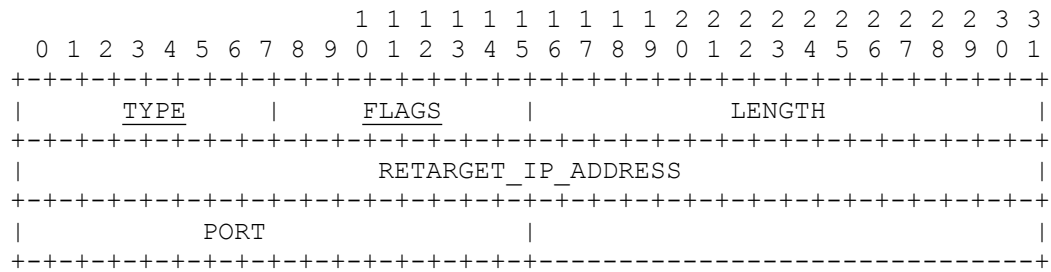 1 1 1 1 1 1 1 1 1 1 2 2 2 2 2 2 2 2 2 2 3 3
0 1 2 3 4 5 6 7 8 9 0 1 2 3 4 5 6 7 8 9 0 1 2 3 4 5 6 7 8 9 0 1
+-+-+-+-+-+-+-+-+-+-+-+-+-+-+-+-+-+-+-+-+-+-+-+-+-+-+-+-+-+-+-+-+
| TYPE | FLAGS | LENGTH |
+-+-+-+-+-+-+-+-+-+-+-+-+-+-+-+-+-+-+-+-+-+-+-+-+-+-+-+-+-+-+-+-+
| RETARGET_IP_ADDRESS |
+-+-+-+-+-+-+-+-+-+-+-+-+-+-+-+-+-+-+-+-+-+-+-+-+-+-+-+-+-+-+-+-+
| PORT | |
+-+-+-+-+-+-+-+-+-+-+-+-+-+-+-+-+-------------------------------+